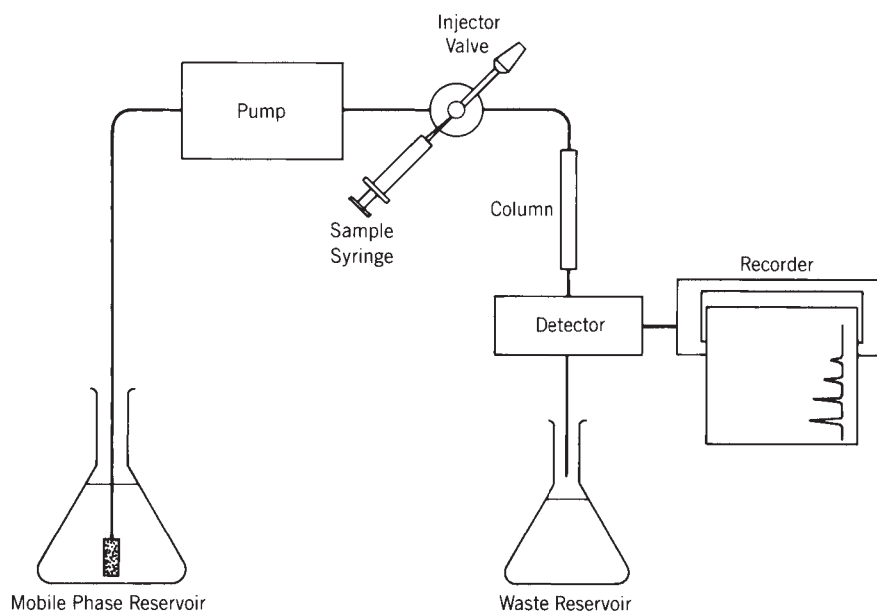 Injector
Valve
Pump
Sample
Syringe
Column
Recorder
Detector
Mobile Phase Reservoir
Waste Reservoir